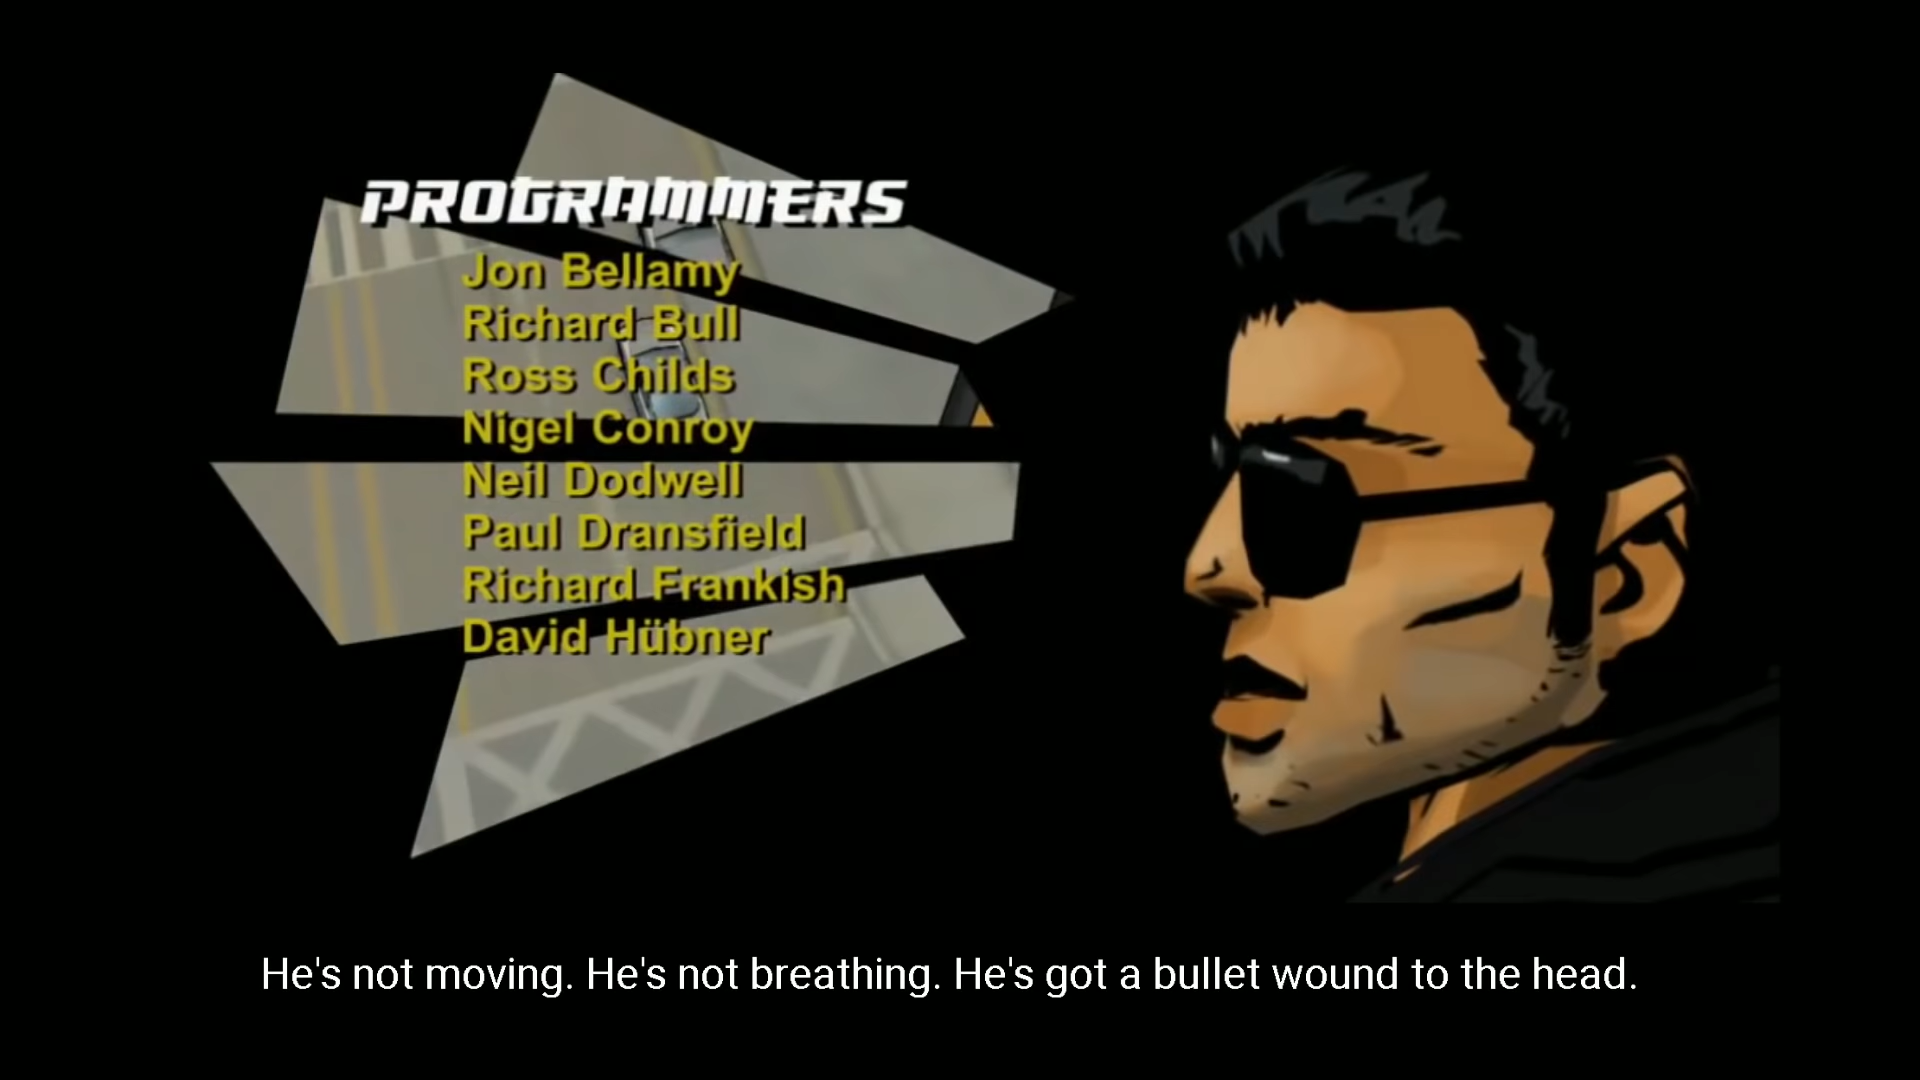 PROGRAMMERS
Jon Bellamy
Richard Bull
Ross Childs
Nigel Conroy
Neil Dodwell
Paul Dransfield
Richard Frankish
David Hübner
He's not moving. He's not breathing. He's got a bullet wound to the head.